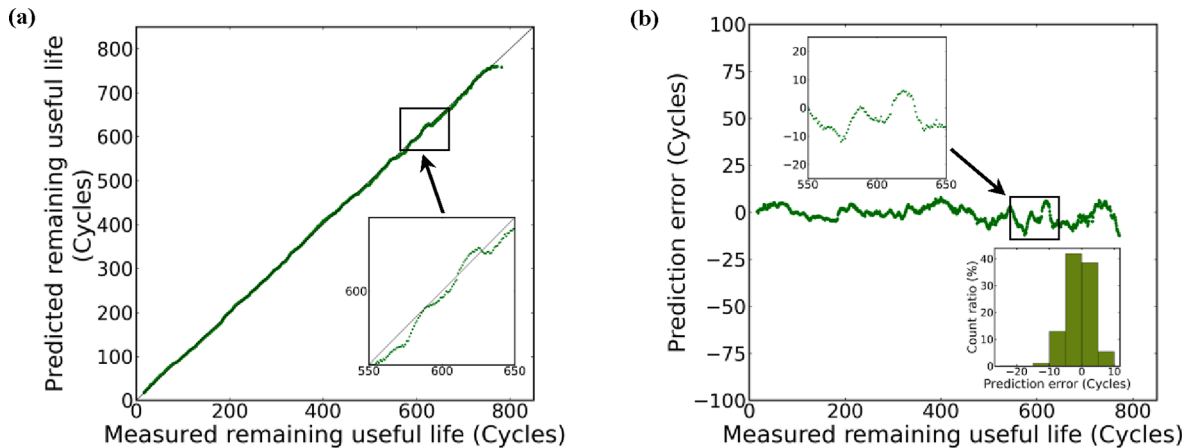 (a)
Predicted remaining useful life
(Cycles)
800
700
600
500
400
300
200
100
0
0 200 400 600 800
Measured remaining useful life (Cycles)
600
550 600 650
(b)
Prediction error (Cycles)
100
75
50
25
0
−25
−50
−75
−100
0 200 400 600 800
Measured remaining useful life (Cycles)
20
10
0
−10
−20
550 600 650
Count ratio (%)
40
30
20
10
0
−20 −10 0 10
Prediction error (Cycles)